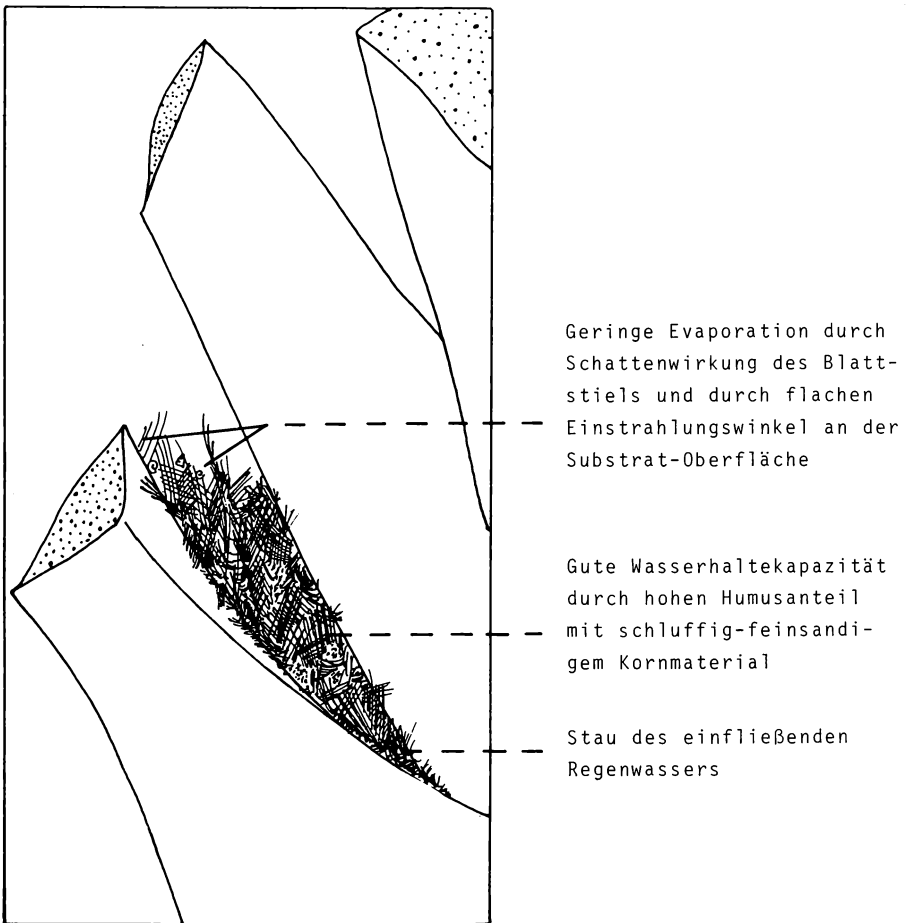 Geringe Evaporation durch
Schattenwirkung des Blatt-
stiels und durch flachen
Einstrahlungswinkel an der
Substrat-Oberfläche
Gute Wasserhaltekapazität
durch hohen Humusanteil
mit schluffig-feinsandi-
gem Kornmaterial
Stau des einfließenden
Regenwassers